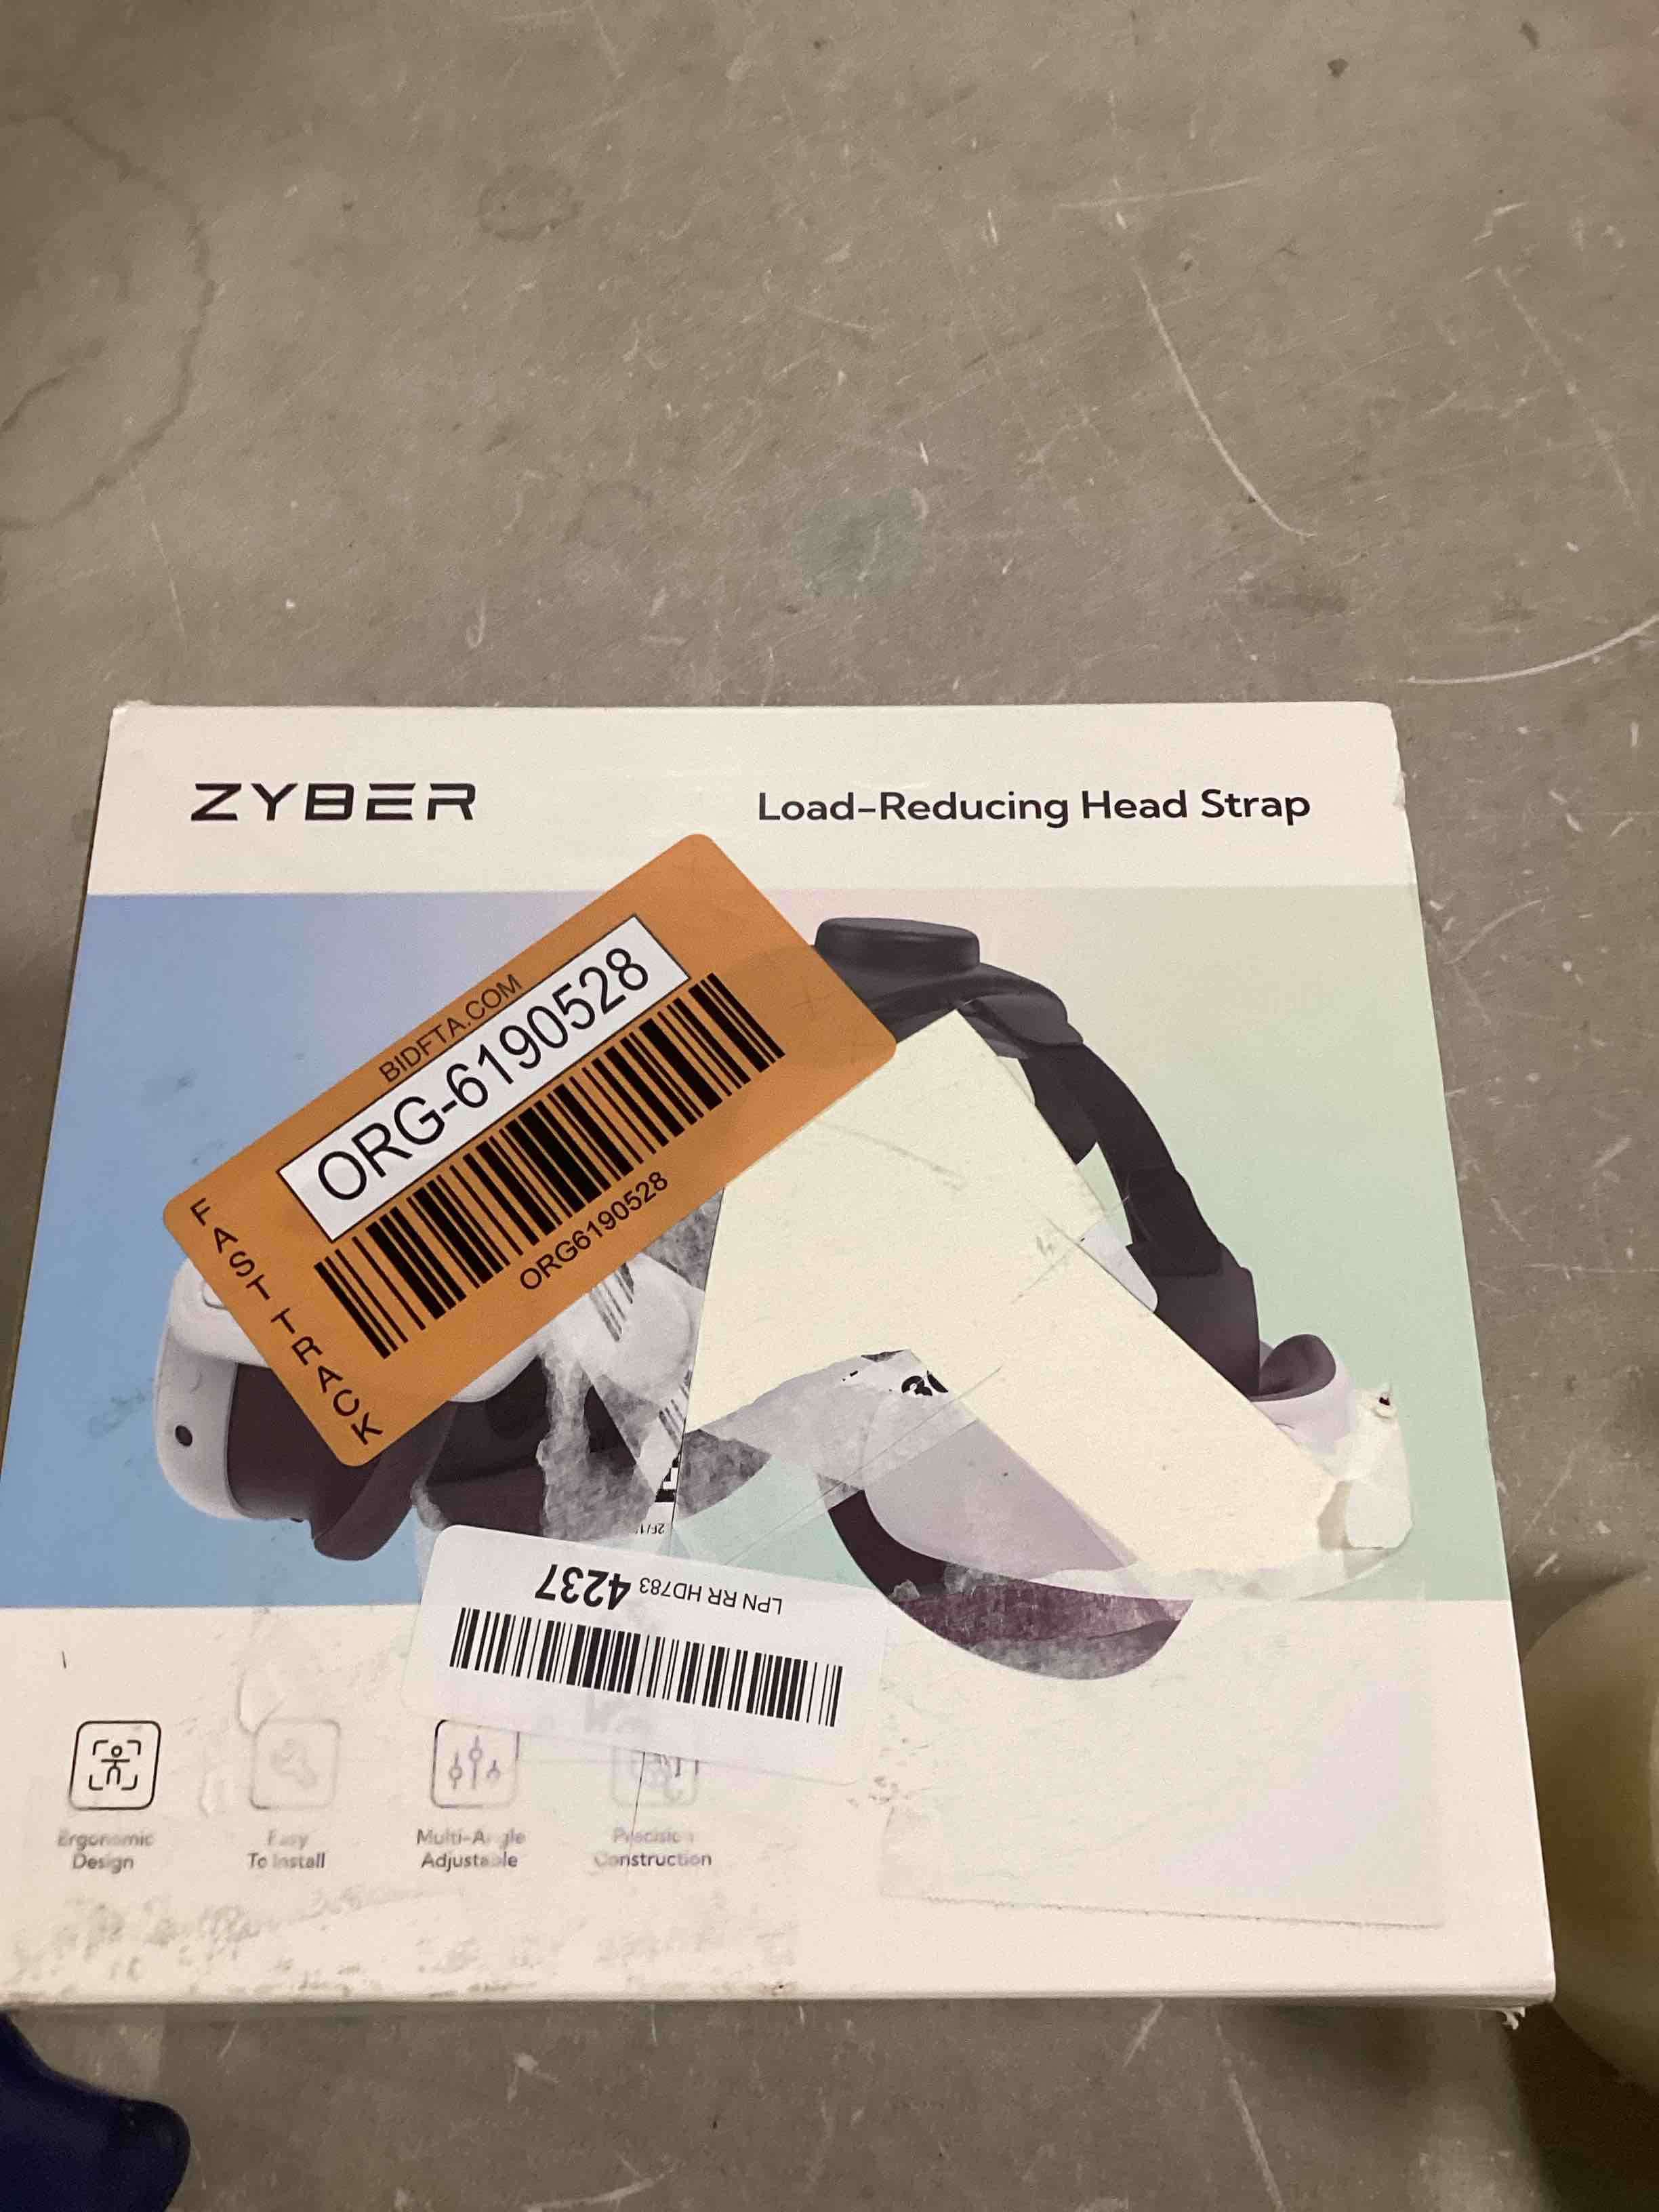 ZYBER
Load-Reducing Head Strap
BIDFTA.COM
ORG-6190528
ORG6190528
FAST TRACK
LPN RR HD783 4237
Ergonomic
Design
Easy
To Install
Multi-Angle
Adjustable
Precision
Construction